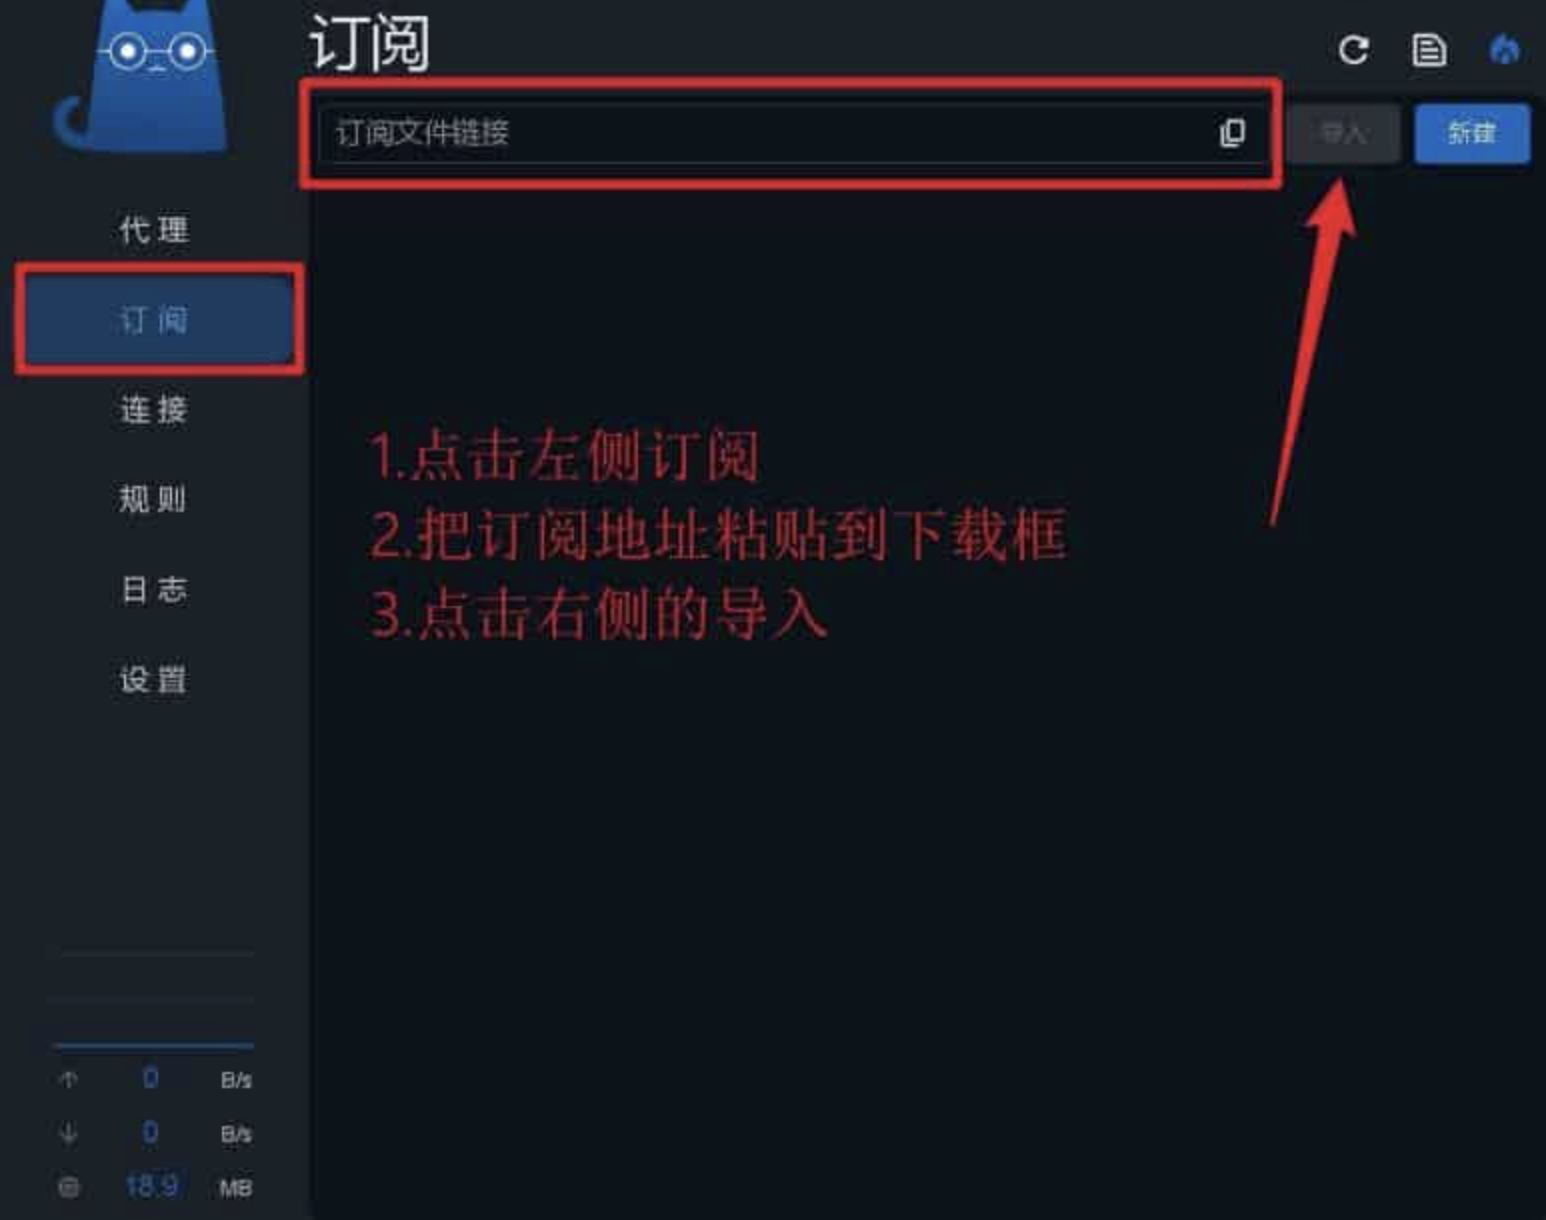 订阅
订阅文件链接
导入
新建
代理
订阅
连接
规则
日志
设置
1.点击左侧订阅
2.把订阅地址粘贴到下载框
3.点击右侧的导入
0 B/s
0 B/s
18.9 MB